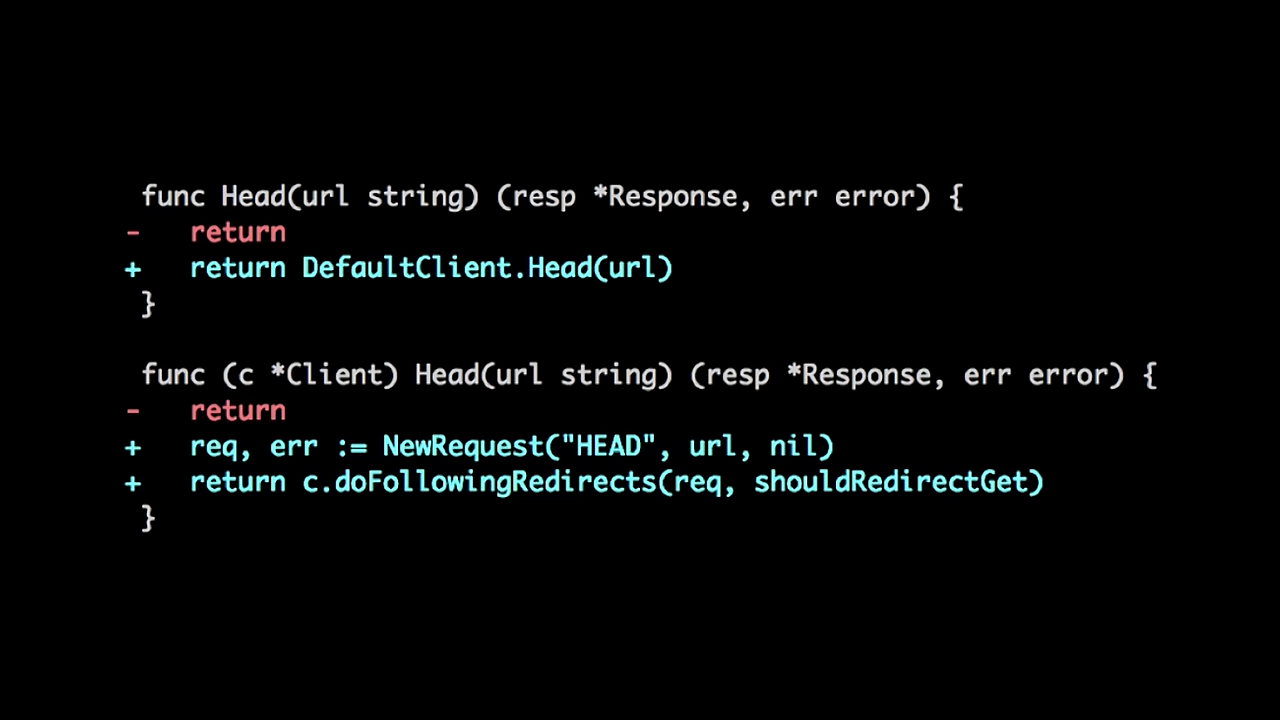 func Head(url string) (resp *Response, err error) {
-   return
+   return DefaultClient.Head(url)
}
func (c *Client) Head(url string) (resp *Response, err error) {
-   return
+   req, err := NewRequest("HEAD", url, nil)
+   return c.doFollowingRedirects(req, shouldRedirectGet)
}